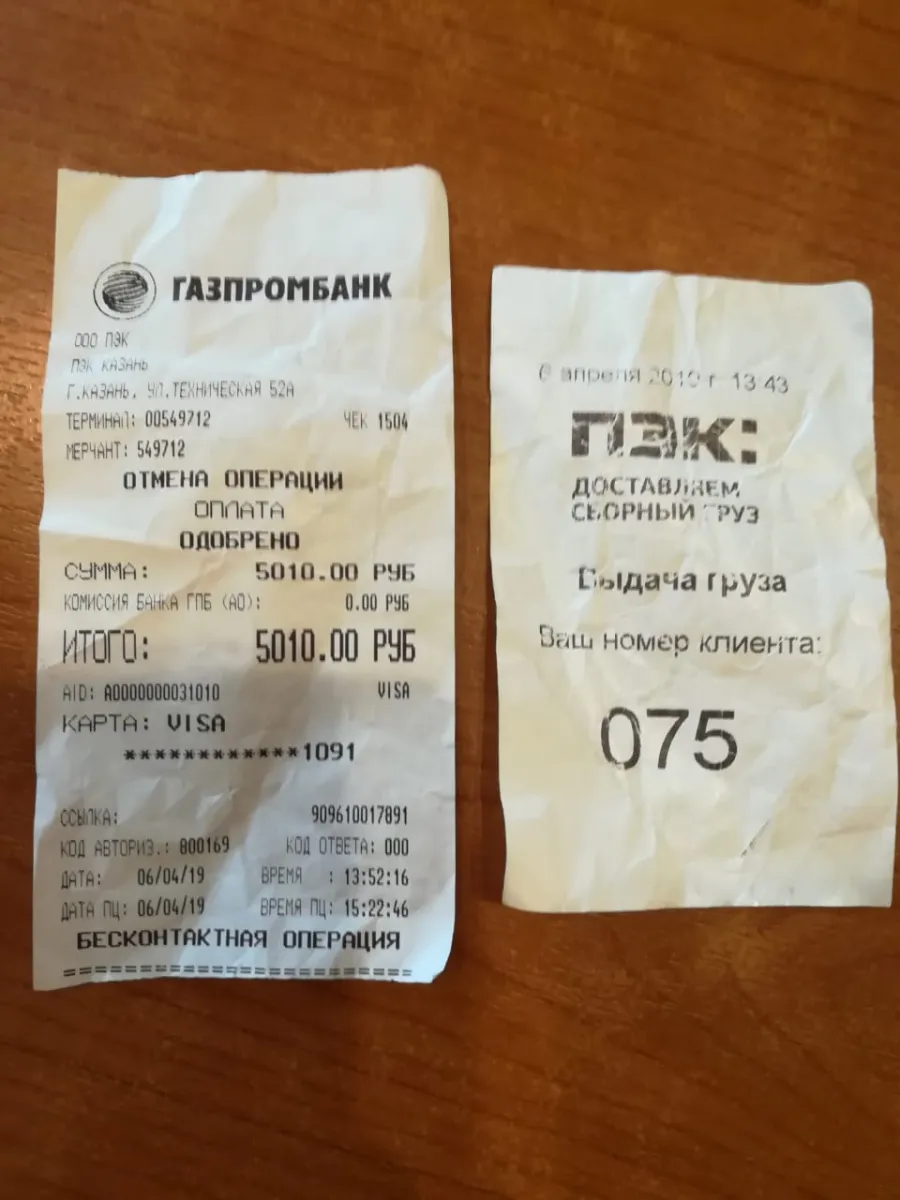 ГАЗПРОМБАНК
ООО ПЭК
ПЭК КАЗАНЬ
Г.КАЗАНЬ, УЛ.ТЕХНИЧЕСКАЯ 52А
ТЕРМИНАЛ: 00549712 ЧЕК 1504
МЕРЧАНТ: 549712
ОТМЕНА ОПЕРАЦИИ
ОПЛАТА
ОДОБРЕНО
СУММА: 5010.00 РУБ
КОМИССИЯ БАНКА ГПБ (АО): 0.00 РУБ
ИТОГО: 5010.00 РУБ
AID: A0000000031010 VISA
КАРТА: VISA
************1091
ССЫЛКА: 909610017891
КОД АВТОРИЗ.: 800169 КОД ОТВЕТА: 000
ДАТА: 06/04/19 ВРЕМЯ : 13:52:16
ДАТА ПЦ: 06/04/19 ВРЕМЯ ПЦ: 15:22:46
БЕСКОНТАКТНАЯ ОПЕРАЦИЯ
6 апреля 2019 г. 13:43
ПЭК:
ДОСТАВЛЯЕМ
СБОРНЫЙ ГРУЗ
Выдача груза
Ваш номер клиента:
075